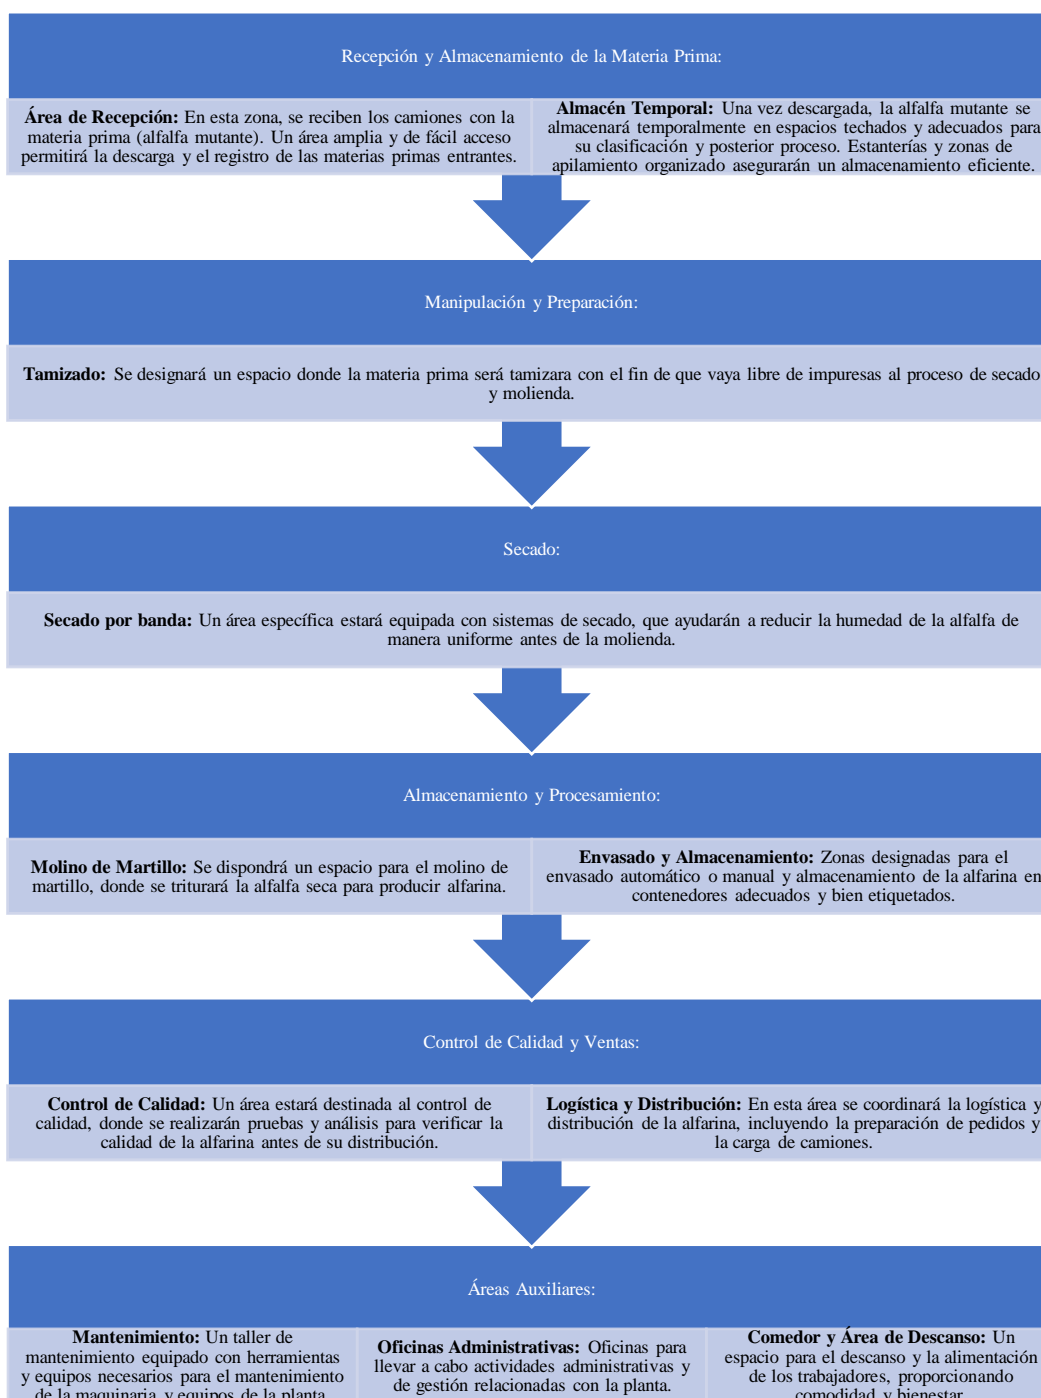 Recepción y Almacenamiento de la Materia Prima:
Área de Recepción: En esta zona, se reciben los camiones con la
materia prima (alfalfa mutante). Un área amplia y de fácil acceso
permitirá la descarga y el registro de las materias primas entrantes.
Almacén Temporal: Una vez descargada, la alfalfa mutante se
almacenará temporalmente en espacios techados y adecuados para
su clasificación y posterior proceso. Estanterías y zonas de
apilamiento organizado asegurarán un almacenamiento eficiente.
Manipulación y Preparación:
Tamizado: Se designará un espacio donde la materia prima será tamizara con el fin de que vaya libre de impuresas al proceso de secado
y molienda.
Secado:
Secado por banda: Un área específica estará equipada con sistemas de secado, que ayudarán a reducir la humedad de la alfalfa de
manera uniforme antes de la molienda.
Almacenamiento y Procesamiento:
Molino de Martillo: Se dispondrá un espacio para el molino de
martillo, donde se triturará la alfalfa seca para producir alfarina.
Envasado y Almacenamiento: Zonas designadas para el
envasado automático o manual y almacenamiento de la alfarina en
contenedores adecuados y bien etiquetados.
Control de Calidad y Ventas:
Control de Calidad: Un área estará destinada al control de
calidad, donde se realizarán pruebas y análisis para verificar la
calidad de la alfarina antes de su distribución.
Logística y Distribución: En esta área se coordinará la logística y
distribución de la alfarina, incluyendo la preparación de pedidos y
la carga de camiones.
Áreas Auxiliares:
Mantenimiento: Un taller de
mantenimiento equipado con herramientas
y equipos necesarios para el mantenimiento
de la maquinaria y equipos de la planta.
Oficinas Administrativas: Oficinas para
llevar a cabo actividades administrativas y
de gestión relacionadas con la planta.
Comedor y Área de Descanso: Un
espacio para el descanso y la alimentación
de los trabajadores, proporcionando
comodidad y bienestar.